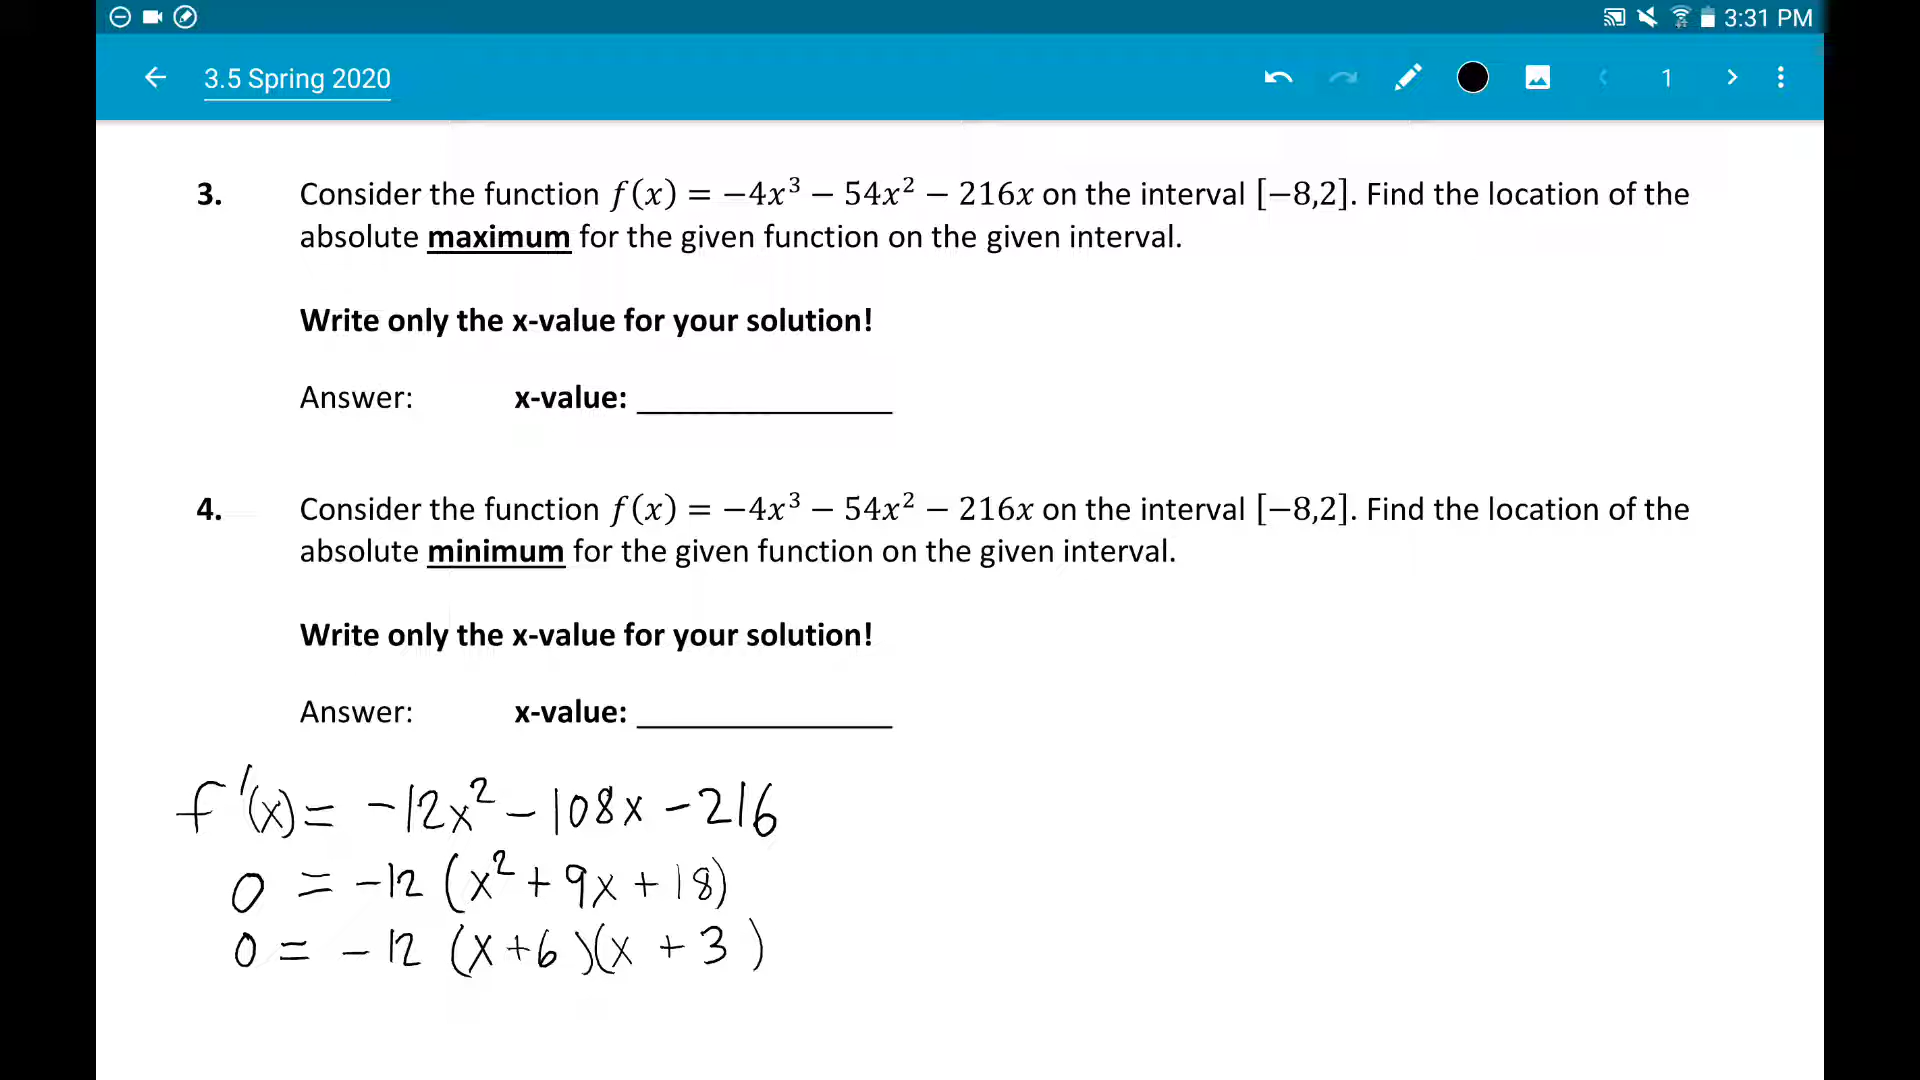 3:31 PM
3.5 Spring 2020
1
3. Consider the function f(x) = −4x³ − 54x² − 216x on the interval [−8,2]. Find the location of the
absolute maximum for the given function on the given interval.
Write only the x-value for your solution!
Answer: x-value: _______________
4. Consider the function f(x) = −4x³ − 54x² − 216x on the interval [−8,2]. Find the location of the
absolute minimum for the given function on the given interval.
Write only the x-value for your solution!
Answer: x-value: _______________
f'(x) = -12x² - 108x - 216
0 = -12 (x² + 9x + 18)
0 = -12 (x+6)(x + 3)